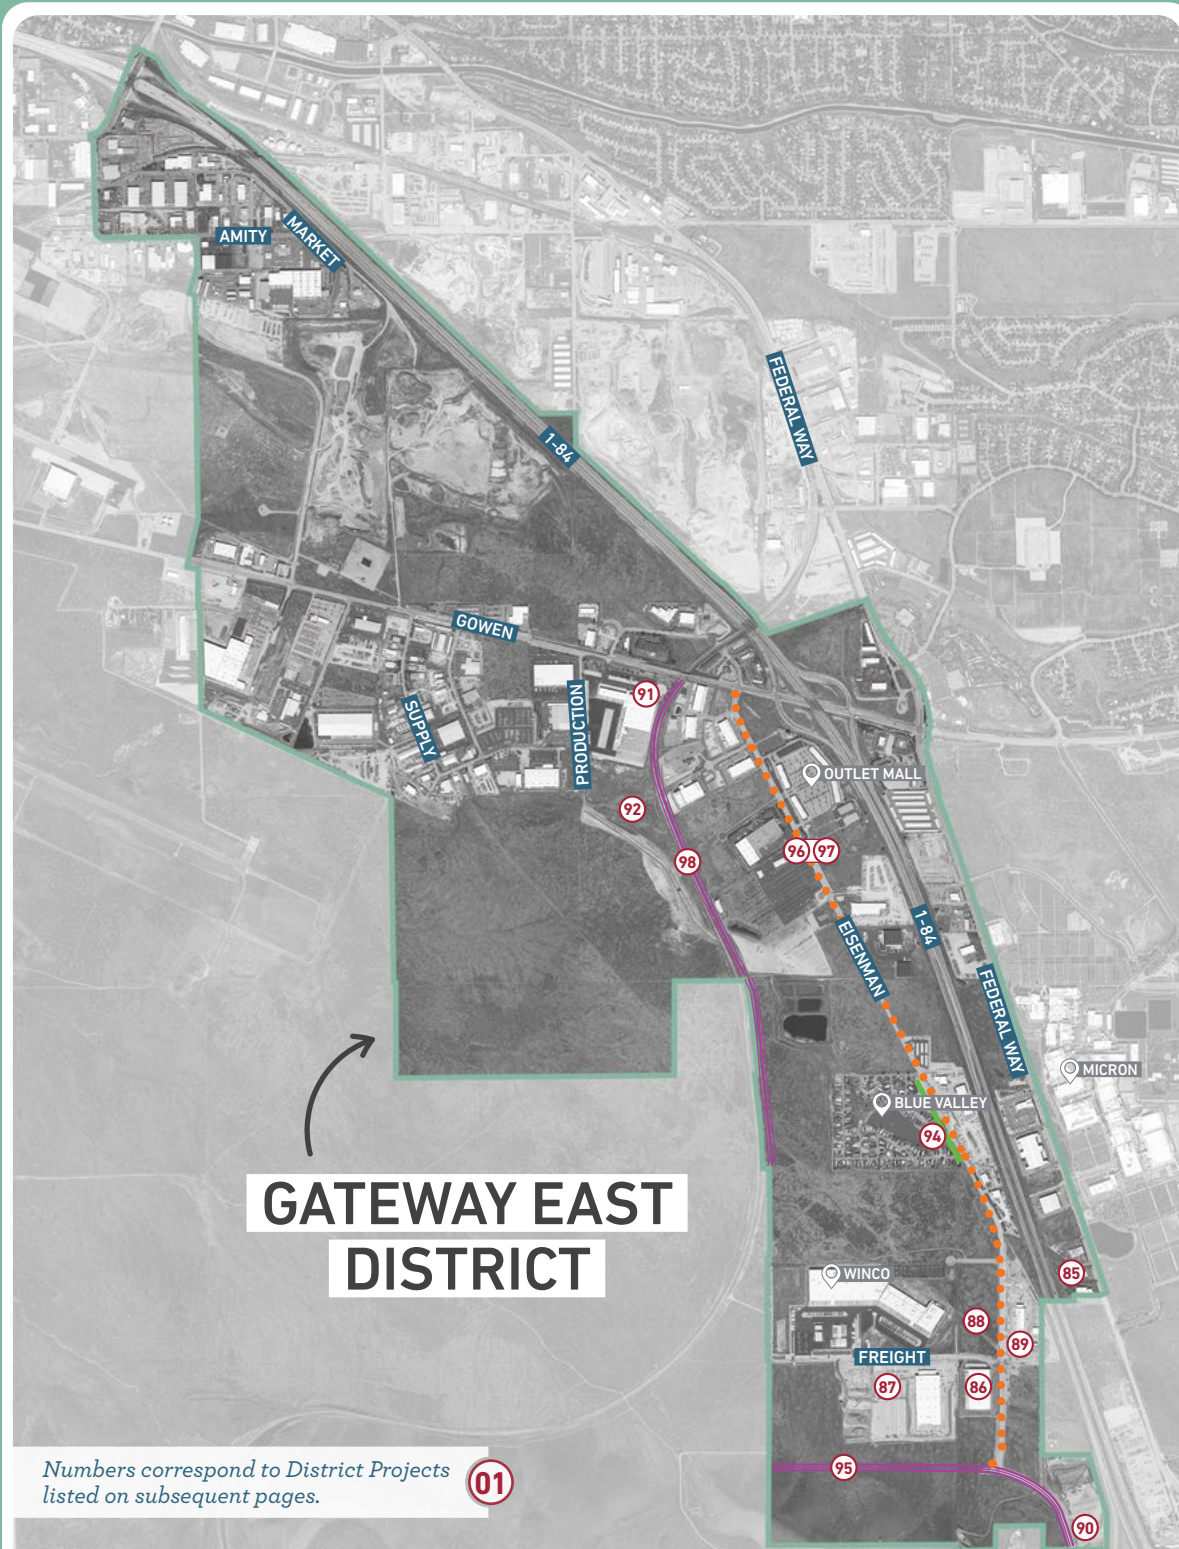 AMITY
MARKET
FEDERAL WAY
1-84
GOWEN
SUPPLY
PRODUCTION
91
OUTLET MALL
92
98
96
97
EISENMAN
1-84
FEDERAL WAY
MICRON
BLUE VALLEY
94
GATEWAY EAST
DISTRICT
WINCO
85
88
89
FREIGHT
87
86
95
90
Numbers correspond to District Projects
listed on subsequent pages.
01